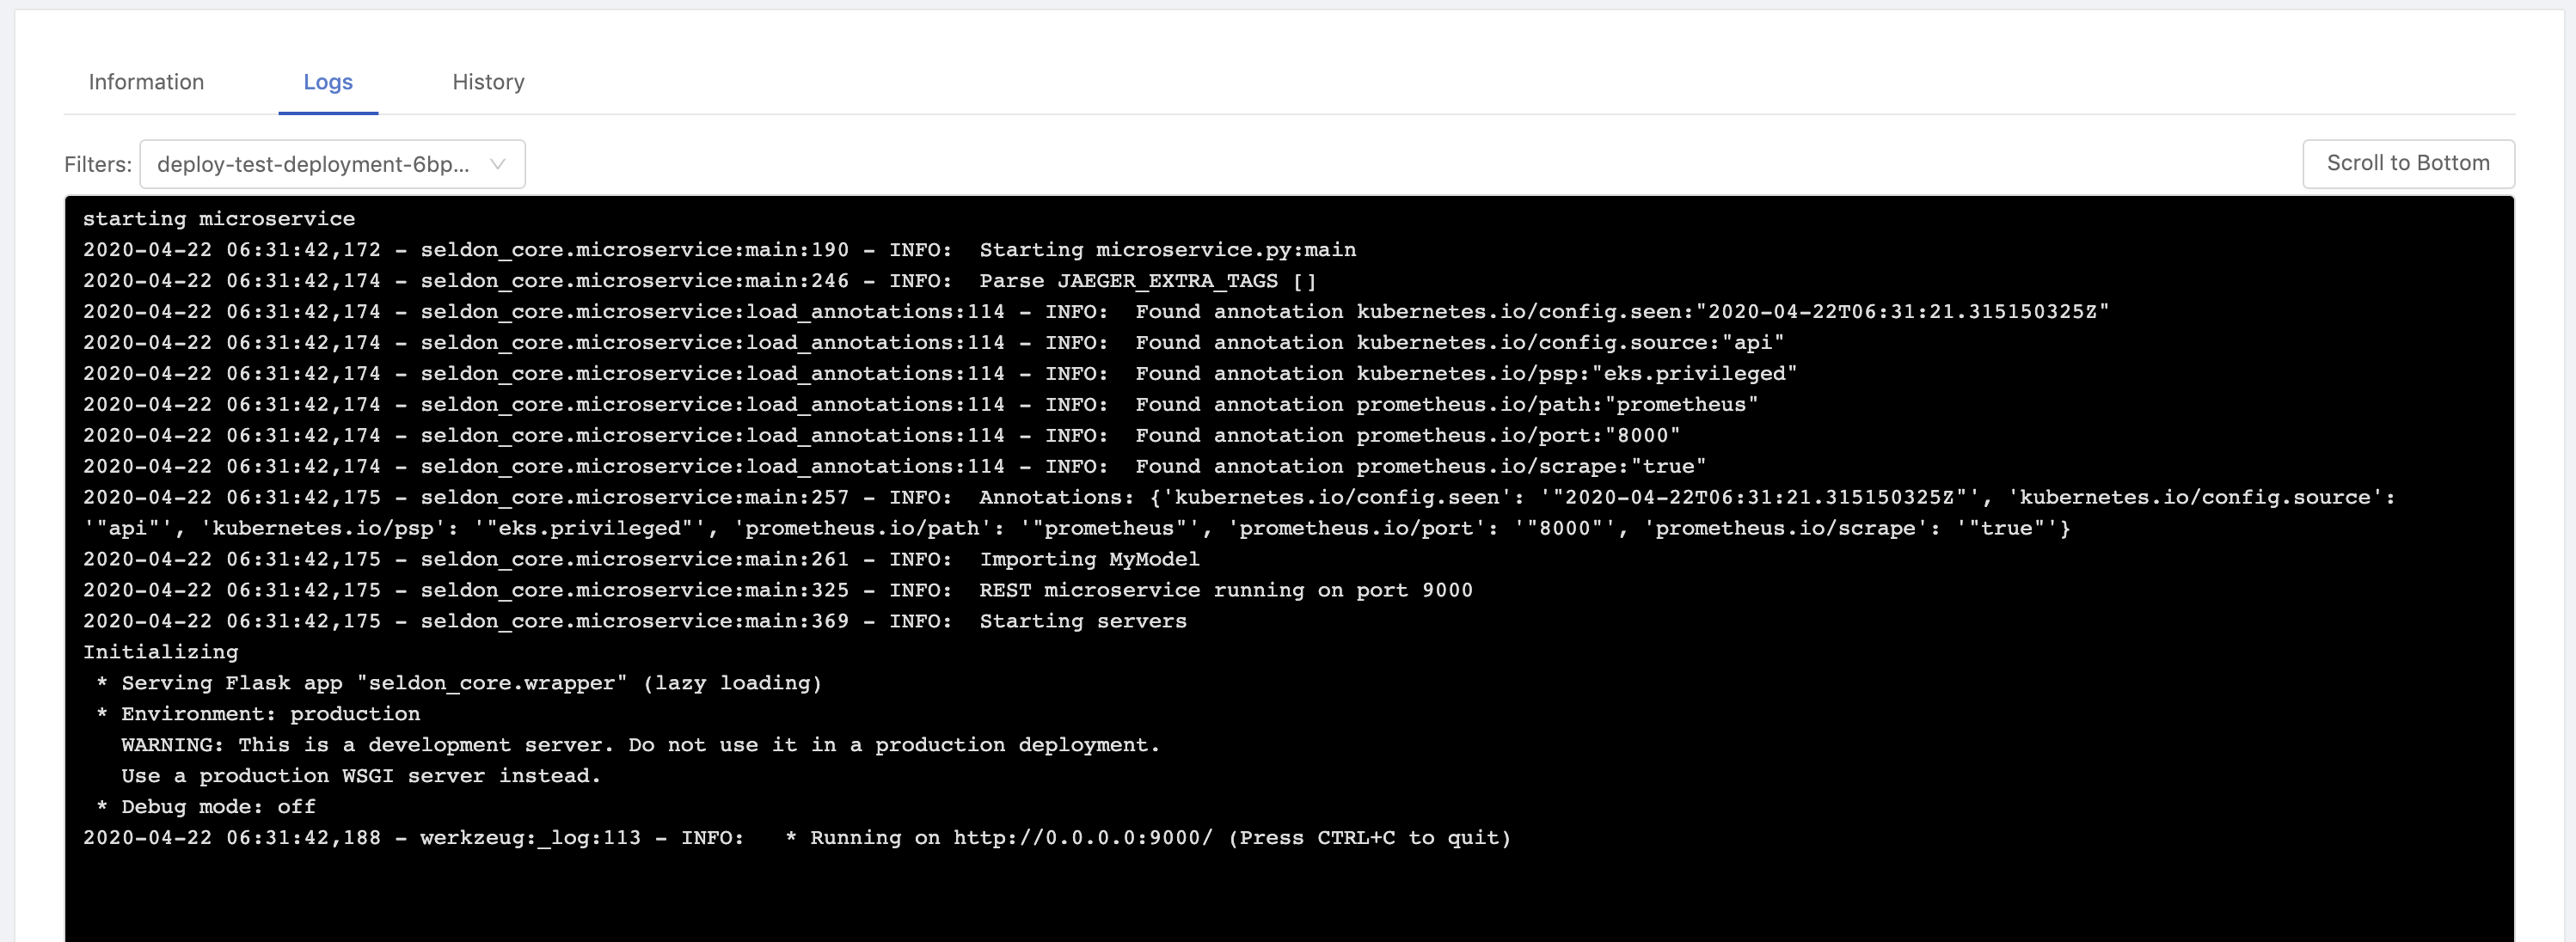 Information Logs History
Filters: deploy-test-deployment-6bp... Scroll to Bottom
starting microservice
2020-04-22 06:31:42,172 - seldon_core.microservice:main:190 - INFO:  Starting microservice.py:main
2020-04-22 06:31:42,174 - seldon_core.microservice:main:246 - INFO:  Parse JAEGER_EXTRA_TAGS []
2020-04-22 06:31:42,174 - seldon_core.microservice:load_annotations:114 - INFO:  Found annotation kubernetes.io/config.seen:"2020-04-22T06:31:21.315150325Z"
2020-04-22 06:31:42,174 - seldon_core.microservice:load_annotations:114 - INFO:  Found annotation kubernetes.io/config.source:"api"
2020-04-22 06:31:42,174 - seldon_core.microservice:load_annotations:114 - INFO:  Found annotation kubernetes.io/psp:"eks.privileged"
2020-04-22 06:31:42,174 - seldon_core.microservice:load_annotations:114 - INFO:  Found annotation prometheus.io/path:"prometheus"
2020-04-22 06:31:42,174 - seldon_core.microservice:load_annotations:114 - INFO:  Found annotation prometheus.io/port:"8000"
2020-04-22 06:31:42,174 - seldon_core.microservice:load_annotations:114 - INFO:  Found annotation prometheus.io/scrape:"true"
2020-04-22 06:31:42,175 - seldon_core.microservice:main:257 - INFO:  Annotations: {'kubernetes.io/config.seen': '"2020-04-22T06:31:21.315150325Z"', 'kubernetes.io/config.source':
'"api"', 'kubernetes.io/psp': '"eks.privileged"', 'prometheus.io/path': '"prometheus"', 'prometheus.io/port': '"8000"', 'prometheus.io/scrape': '"true"'}
2020-04-22 06:31:42,175 - seldon_core.microservice:main:261 - INFO:  Importing MyModel
2020-04-22 06:31:42,175 - seldon_core.microservice:main:325 - INFO:  REST microservice running on port 9000
2020-04-22 06:31:42,175 - seldon_core.microservice:main:369 - INFO:  Starting servers
Initializing
 * Serving Flask app "seldon_core.wrapper" (lazy loading)
 * Environment: production
   WARNING: This is a development server. Do not use it in a production deployment.
   Use a production WSGI server instead.
 * Debug mode: off
2020-04-22 06:31:42,188 - werkzeug:_log:113 - INFO:   * Running on http://0.0.0.0:9000/ (Press CTRL+C to quit)